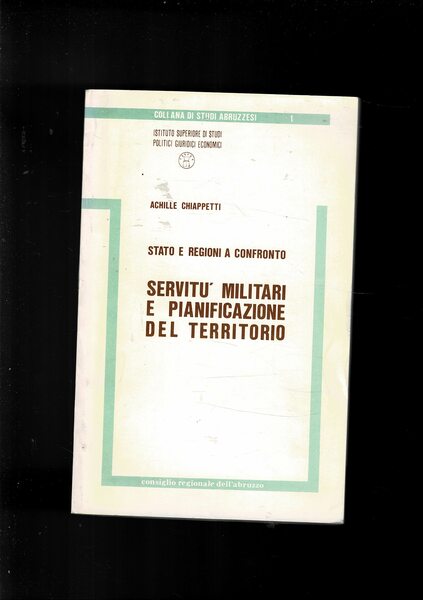 COLLANA DI STUDI ABRUZZESI 1
ISTITUTO SUPERIORE DI STUDI
POLITICI GIURIDICI ECONOMICI
ACHILLE CHIAPPETTI
STATO E REGIONI A CONFRONTO
SERVITU' MILITARI
E PIANIFICAZIONE
DEL TERRITORIO
consiglio regionale dell'abruzzo